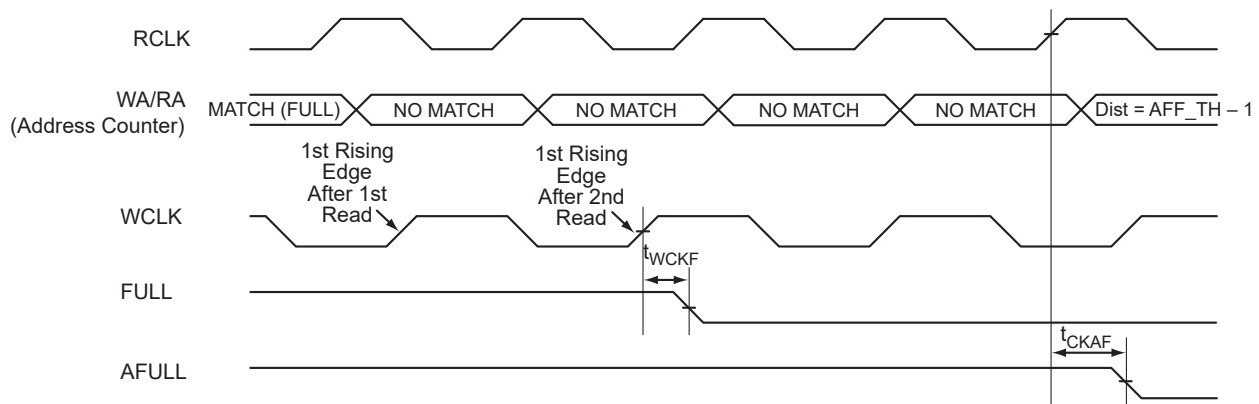 RCLK
WA/RA
(Address Counter)
MATCH (FULL)
NO MATCH
NO MATCH
NO MATCH
NO MATCH
Dist = AFF_TH – 1
1st Rising
Edge
After 1st
Read
1st Rising
Edge
After 2nd
Read
WCLK
tWCKF
FULL
tCKAF
AFULL